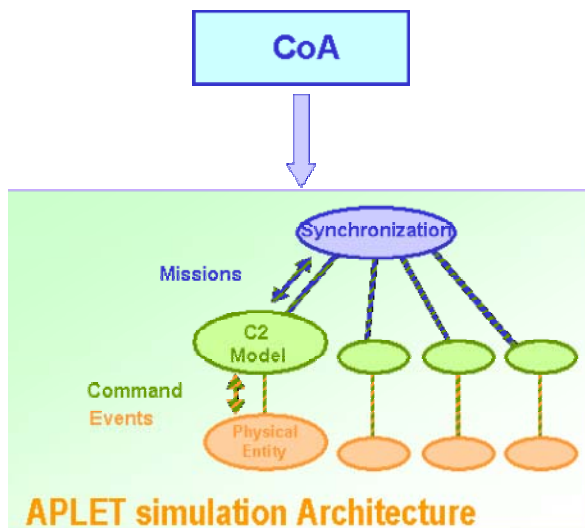 CoA
Synchronization
Missions
C2
Model
Command
Events
Physical
Entity
APLET simulation Architecture